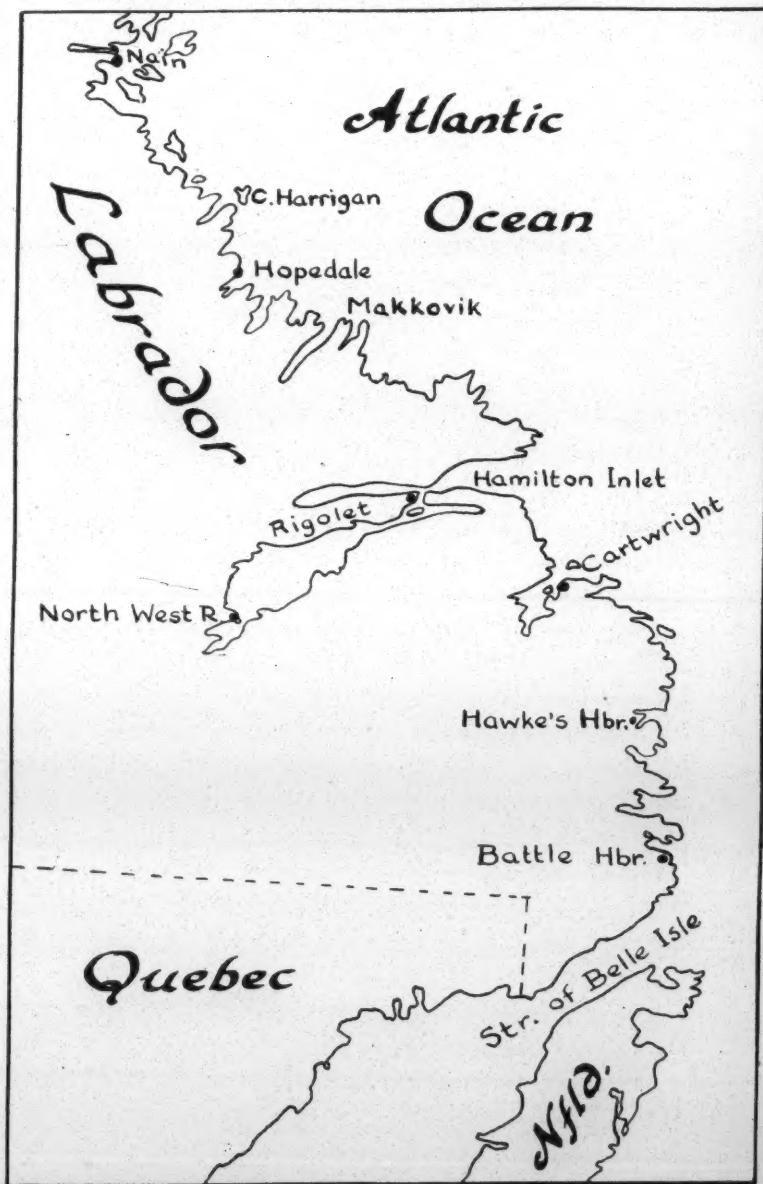 Nain
Atlantic
Ocean
C. Harrigan
Labrador
Hopedale
Makkovik
Hamilton Inlet
Rigolet
Cartwright
North West R.
Hawke's Hbr.
Battle Hbr.
Quebec
Str. of Belle Isle
Nfld.